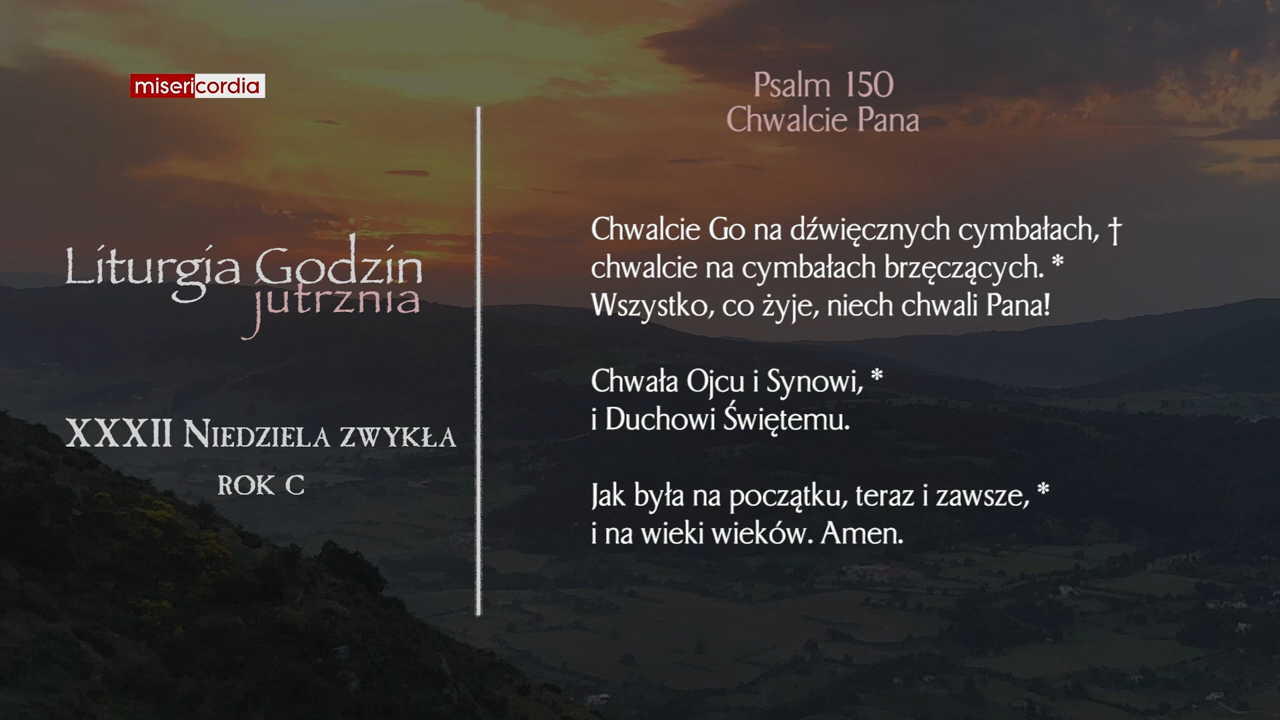 misericordia
Liturgia Godzin
jutrznia
XXXII Niedziela zwykła
rok C
Psalm 150
Chwalcie Pana
Chwalcie Go na dźwięcznych cymbałach, †
chwalcie na cymbałach brzęczących. *
Wszystko, co żyje, niech chwali Pana!
Chwała Ojcu i Synowi, *
i Duchowi Świętemu.
Jak była na początku, teraz i zawsze, *
i na wieki wieków. Amen.